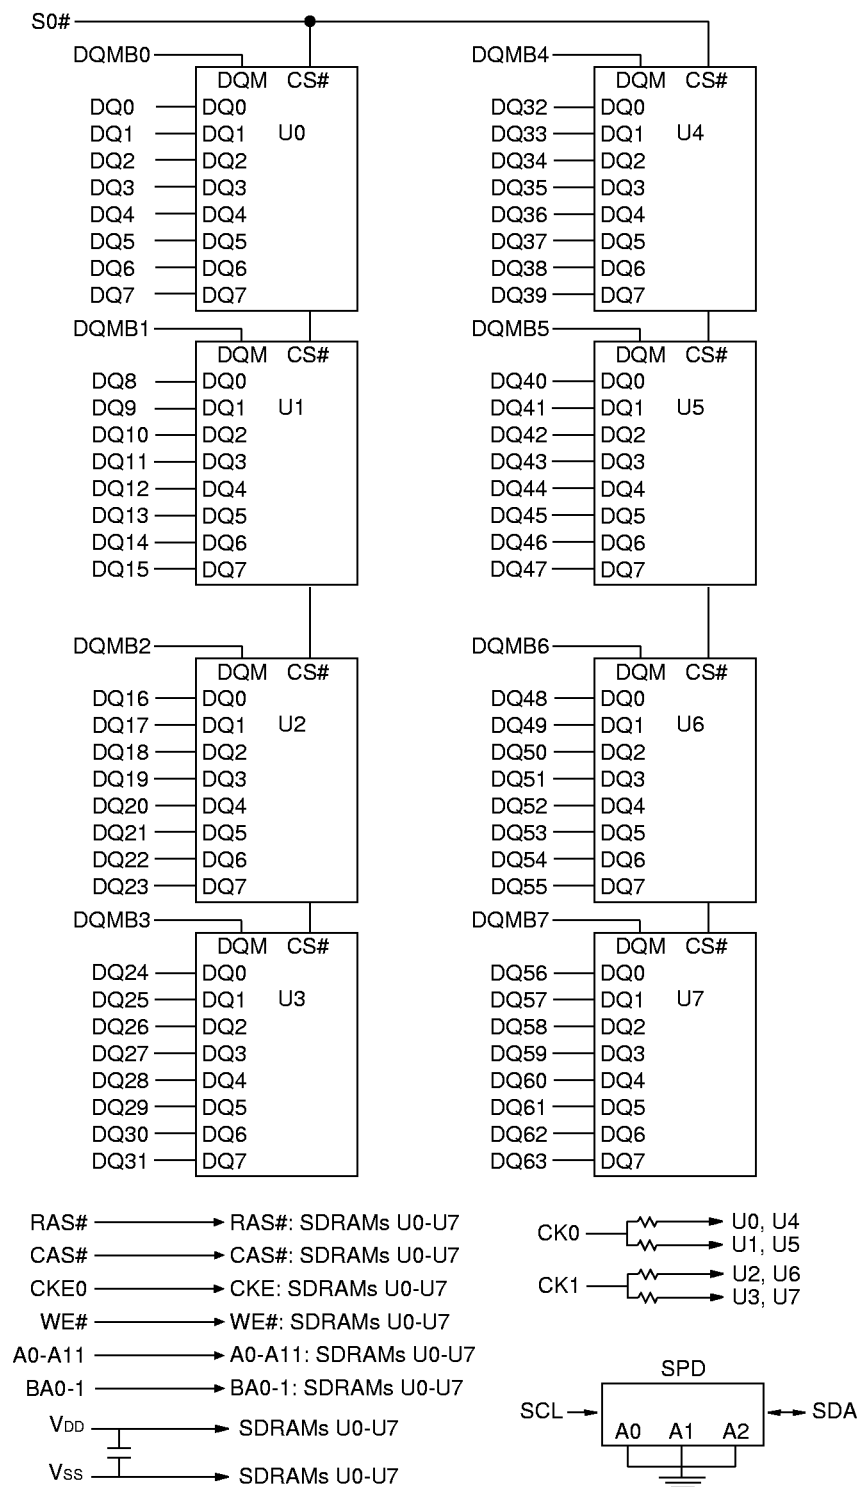 S0#
DQMB0
DQM CS#
DQ0 DQ0
DQ1 DQ1 U0
DQ2 DQ2
DQ3 DQ3
DQ4 DQ4
DQ5 DQ5
DQ6 DQ6
DQ7 DQ7
DQMB1
DQM CS#
DQ8 DQ0
DQ9 DQ1 U1
DQ10 DQ2
DQ11 DQ3
DQ12 DQ4
DQ13 DQ5
DQ14 DQ6
DQ15 DQ7
DQMB2
DQM CS#
DQ16 DQ0
DQ17 DQ1 U2
DQ18 DQ2
DQ19 DQ3
DQ20 DQ4
DQ21 DQ5
DQ22 DQ6
DQ23 DQ7
DQMB3
DQM CS#
DQ24 DQ0
DQ25 DQ1 U3
DQ26 DQ2
DQ27 DQ3
DQ28 DQ4
DQ29 DQ5
DQ30 DQ6
DQ31 DQ7
DQMB4
DQM CS#
DQ32 DQ0
DQ33 DQ1 U4
DQ34 DQ2
DQ35 DQ3
DQ36 DQ4
DQ37 DQ5
DQ38 DQ6
DQ39 DQ7
DQMB5
DQM CS#
DQ40 DQ0
DQ41 DQ1 U5
DQ42 DQ2
DQ43 DQ3
DQ44 DQ4
DQ45 DQ5
DQ46 DQ6
DQ47 DQ7
DQMB6
DQM CS#
DQ48 DQ0
DQ49 DQ1 U6
DQ50 DQ2
DQ51 DQ3
DQ52 DQ4
DQ53 DQ5
DQ54 DQ6
DQ55 DQ7
DQMB7
DQM CS#
DQ56 DQ0
DQ57 DQ1 U7
DQ58 DQ2
DQ59 DQ3
DQ60 DQ4
DQ61 DQ5
DQ62 DQ6
DQ63 DQ7
RAS# RAS#: SDRAMs U0-U7
CAS# CAS#: SDRAMs U0-U7
CKE0 CKE: SDRAMs U0-U7
WE# WE#: SDRAMs U0-U7
A0-A11 A0-A11: SDRAMs U0-U7
BA0-1 BA0-1: SDRAMs U0-U7
VDD SDRAMs U0-U7
VSS SDRAMs U0-U7
CK0
U0, U4
U1, U5
CK1
U2, U6
U3, U7
SPD
SCL SDA
A0 A1 A2